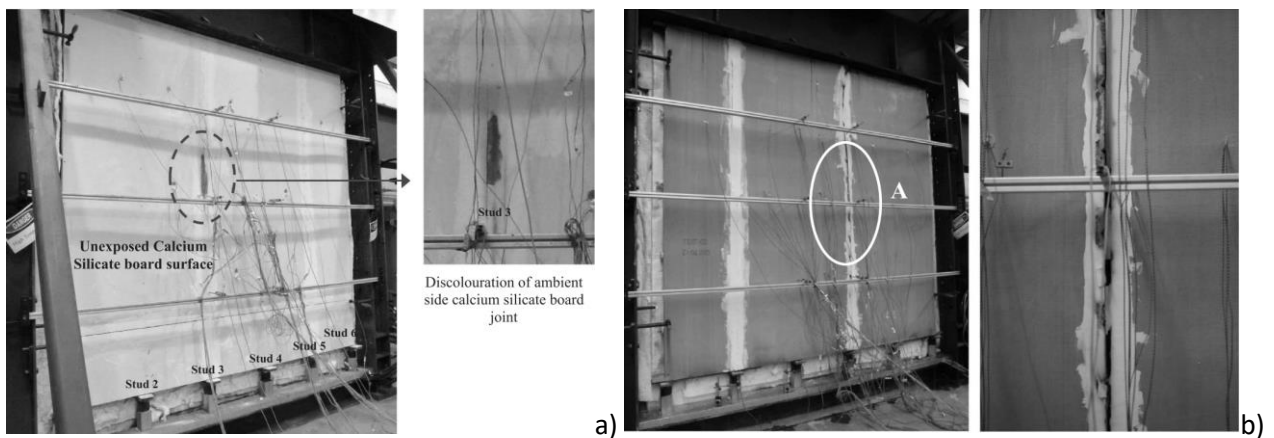 Unexposed Calcium
Silicate board surface
Stud 2
Stud 3
Stud 4
Stud 5
Stud 6
Stud 3
Discolouration of ambient
side calcium silicate board
joint
a)
A
b)
DANGER